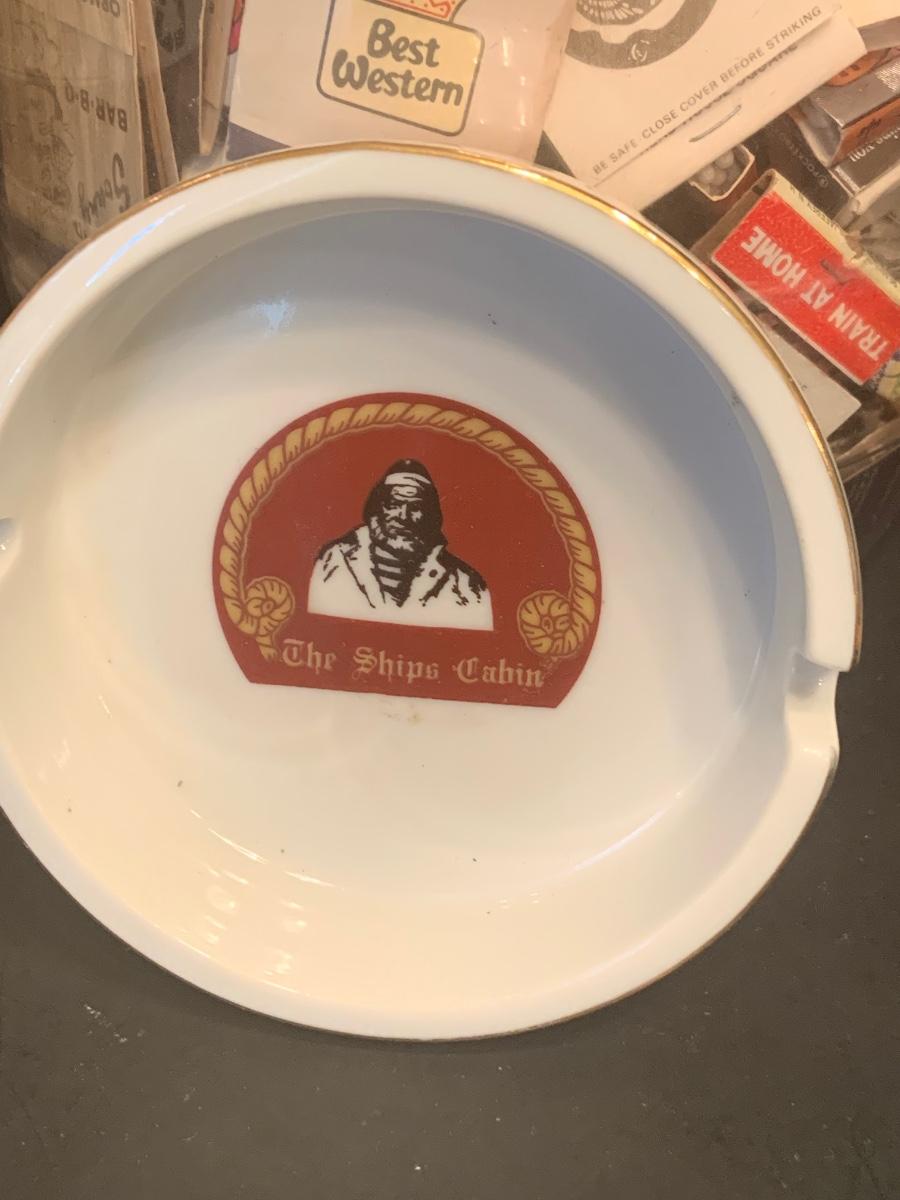 Best
Western
BE SAFE-CLOSE COVER BEFORE STRIKING
BAR-B-Q
TRAIN AT HOME
The Ships Cabin